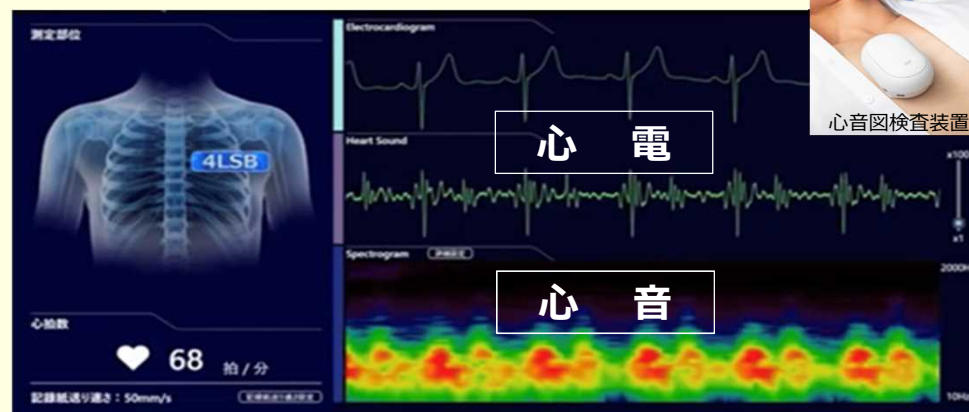 測定部位
4LSB
心拍数
68 拍/分
記録紙送り速さ:50mm/s
Electrocardiogram
心 電
Heart Sound
x100
x1
Spectrogram
心 音
2000H
10Hz
心音図検査装置